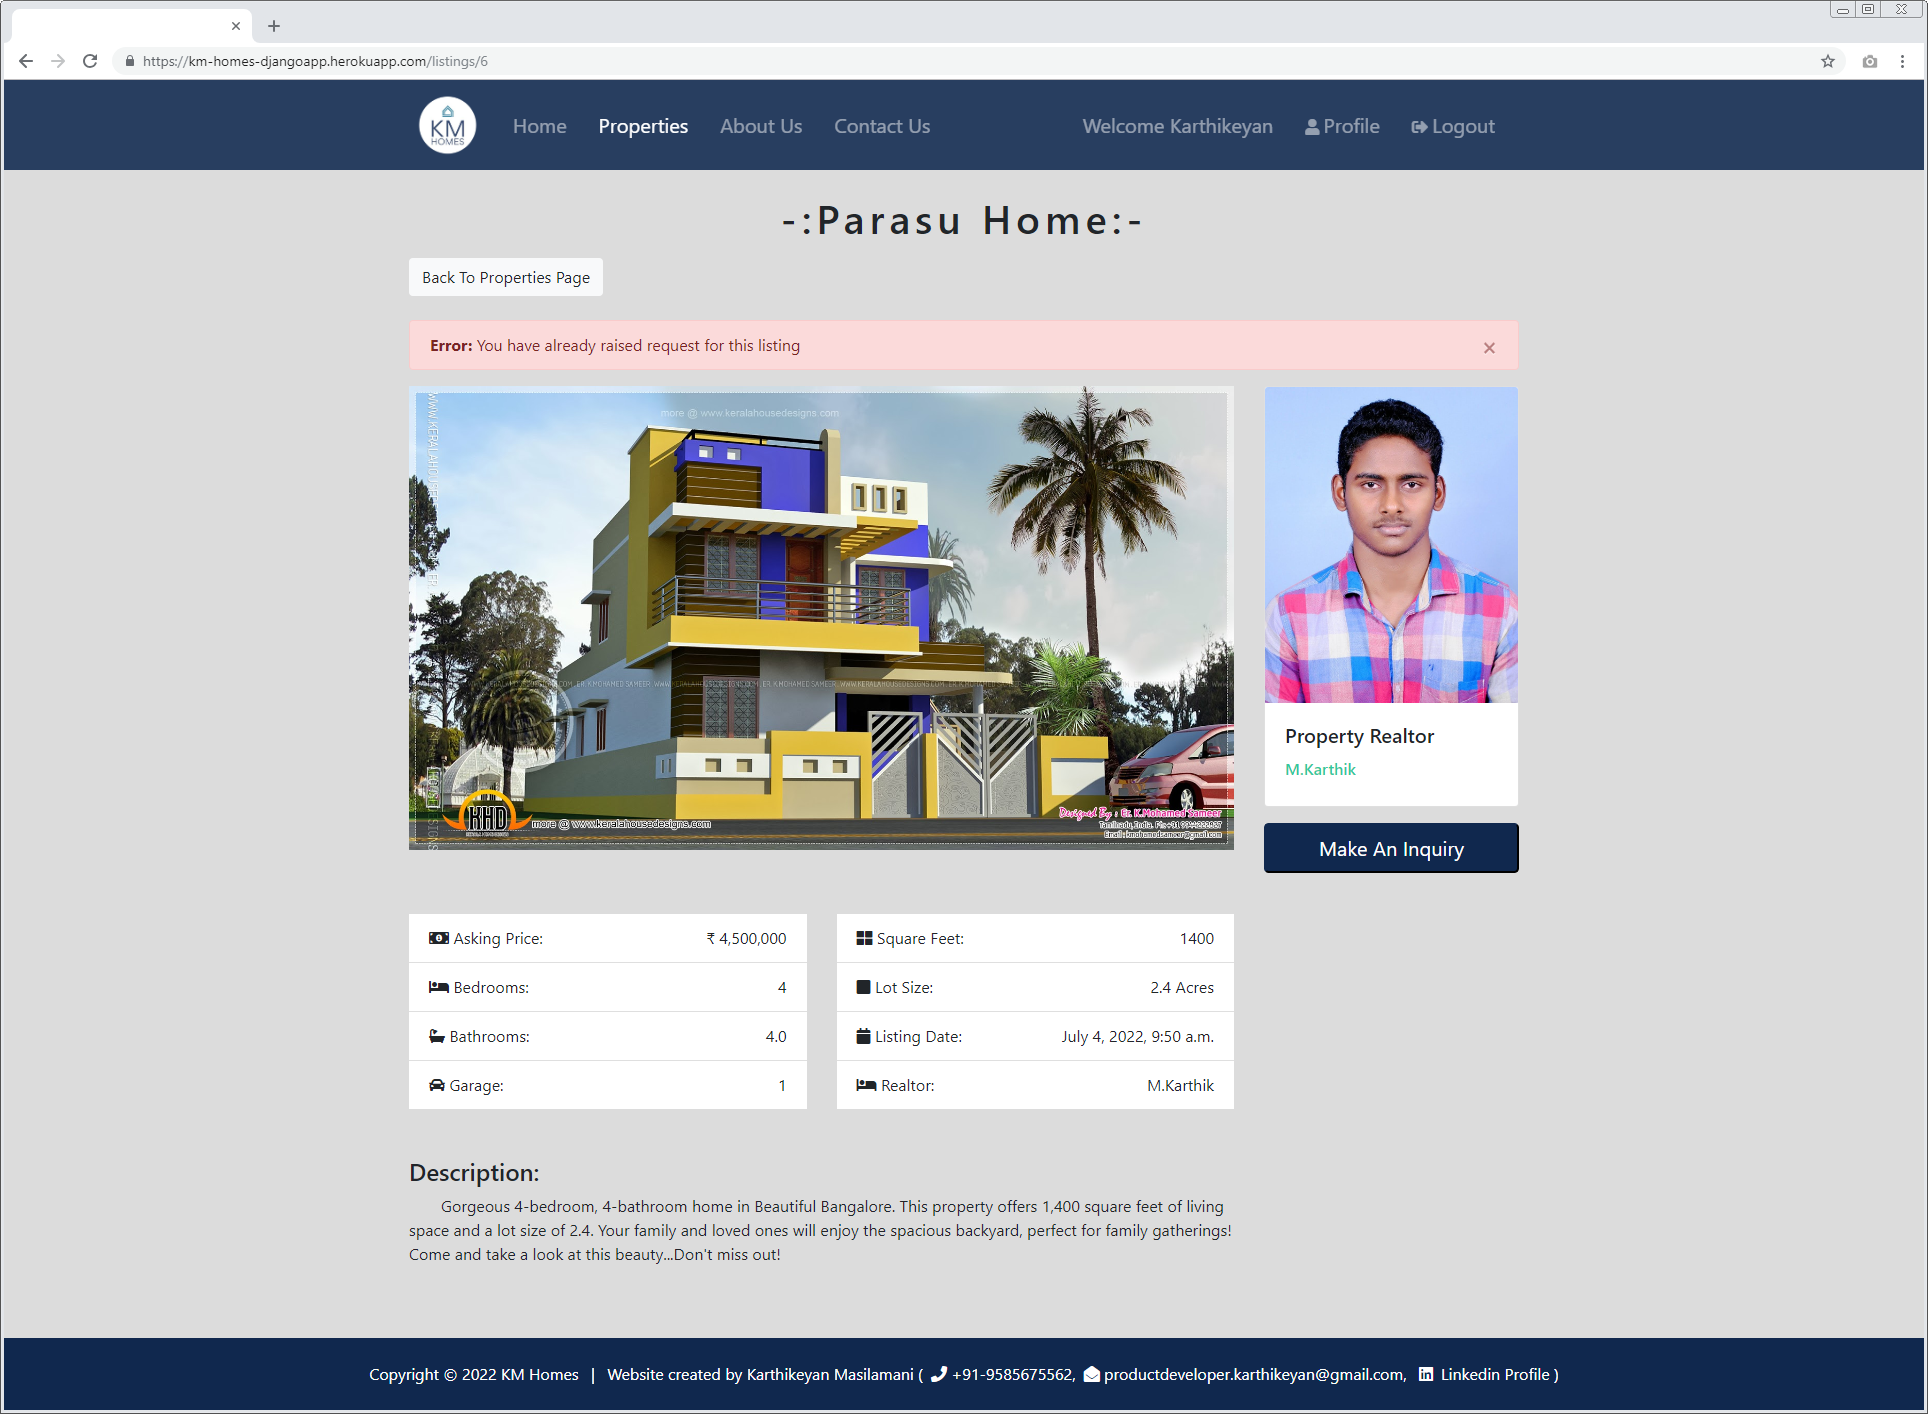 https://km-homes-djangoapp.herokuapp.com/listings/6
KM
HOMES
Home
Properties
About Us
Contact Us
Welcome Karthikeyan
Profile
Logout
-:Parasu Home:-
Back To Properties Page
Error: You have already raised request for this listing
×
more @ www.keralahousedesigns.com
KHD
more @ www.keralahousedesigns.com
Designed By : Er. K.Mohamed Sameer
Property Realtor
M.Karthik
Make An Inquiry
Asking Price: ₹ 4,500,000
Bedrooms: 4
Bathrooms: 4.0
Garage: 1
Square Feet: 1400
Lot Size: 2.4 Acres
Listing Date: July 4, 2022, 9:50 a.m.
Realtor: M.Karthik
Description:
Gorgeous 4-bedroom, 4-bathroom home in Beautiful Bangalore. This property offers 1,400 square feet of living
space and a lot size of 2.4. Your family and loved ones will enjoy the spacious backyard, perfect for family gatherings!
Come and take a look at this beauty...Don't miss out!
Copyright © 2022 KM Homes | Website created by Karthikeyan Masilamani ( +91-9585675562, productdeveloper.karthikeyan@gmail.com, Linkedin Profile )